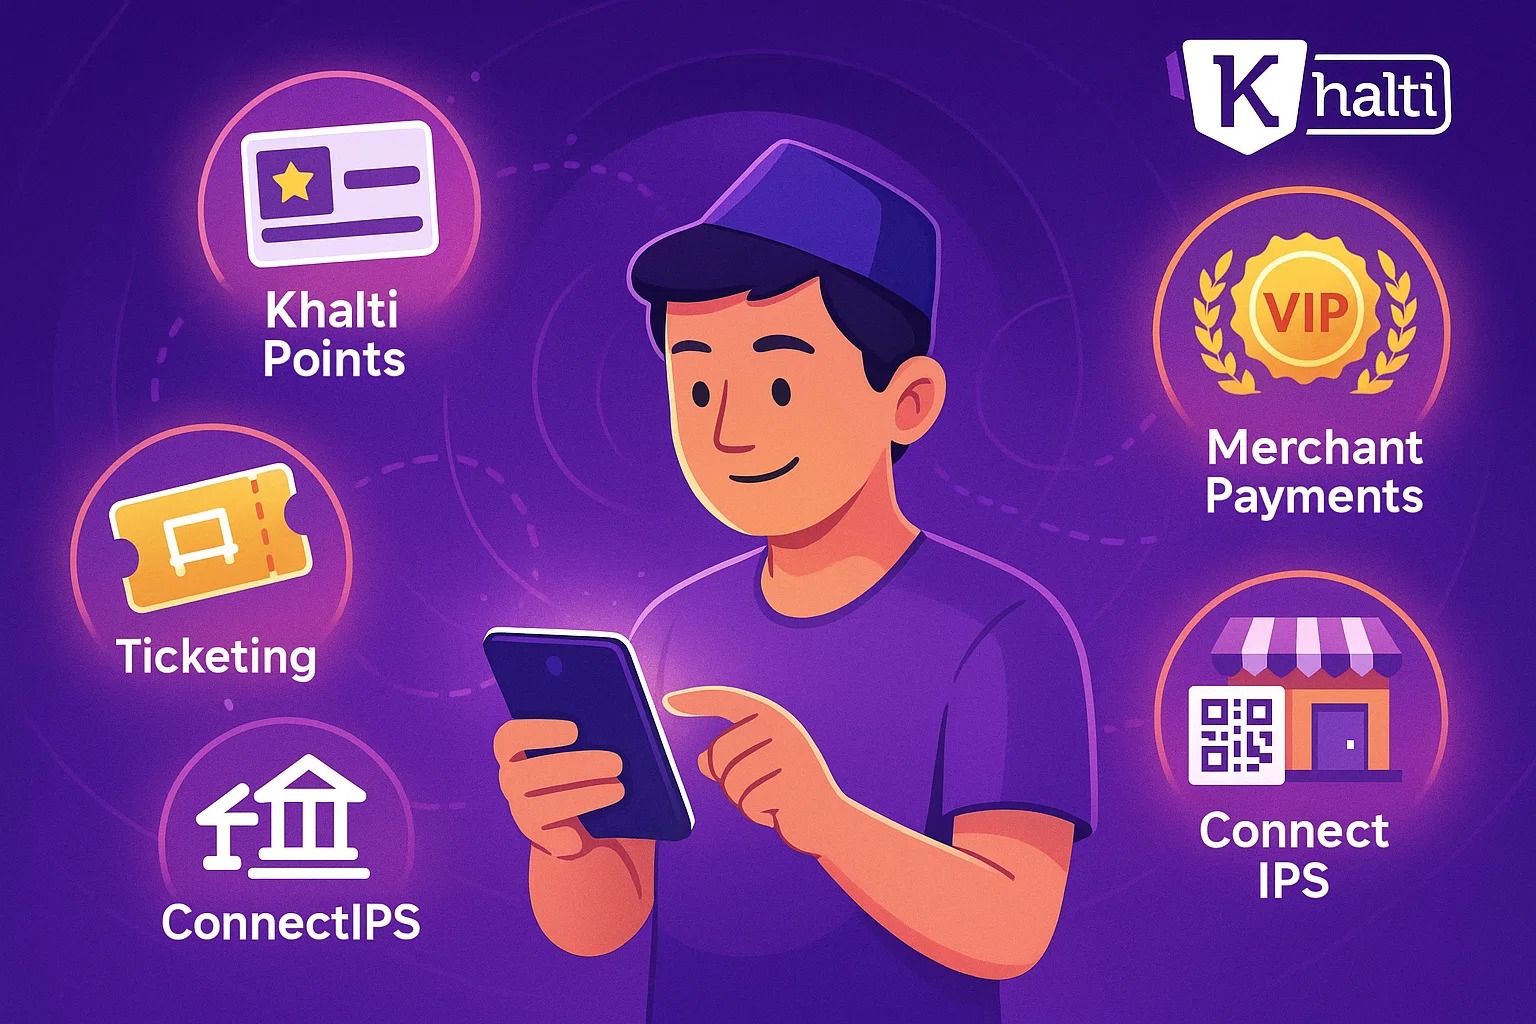 Khalti
Khalti
Points
VIP
Merchant
Payments
Ticketing
Connect
IPS
ConnectIPS